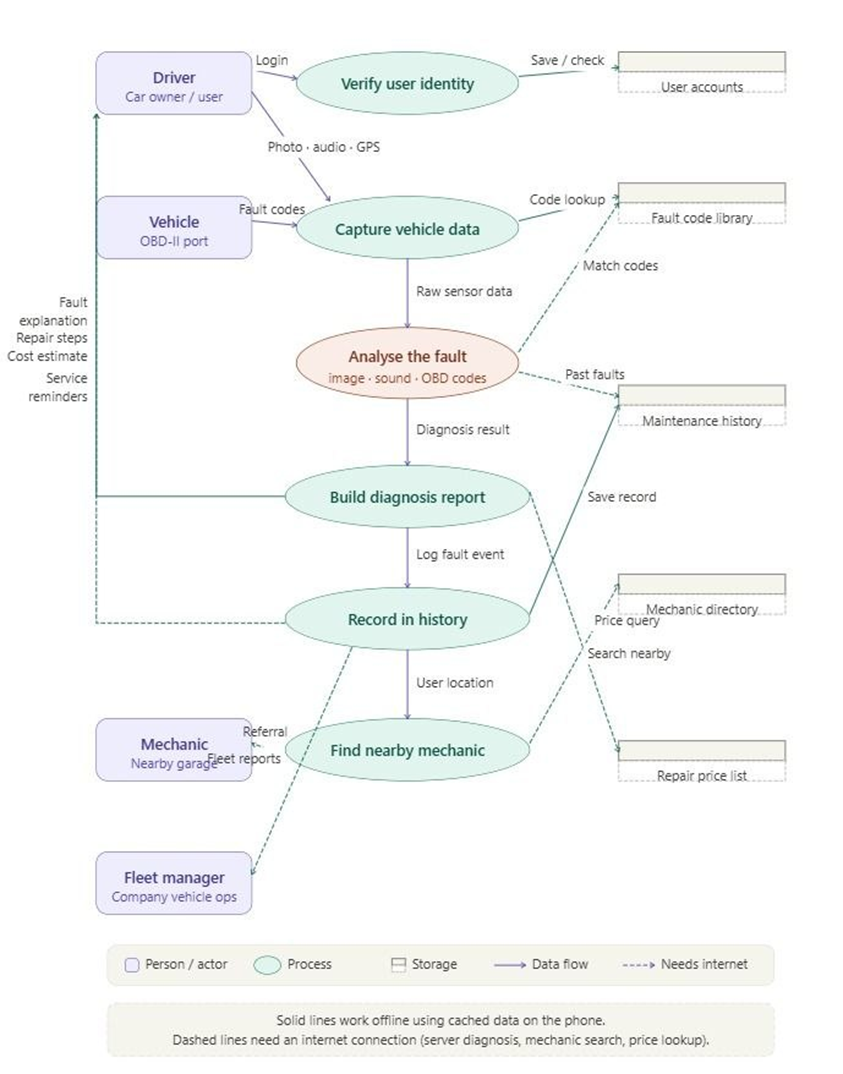 Login
Save / check
Driver
Car owner / user
Verify user identity
User accounts
Photo · audio · GPS
Fault codes
Code lookup
Vehicle
OBD-II port
Capture vehicle data
Fault code library
Match codes
Raw sensor data
Fault
explanation
Repair steps
Cost estimate
Service
reminders
Analyse the fault
image · sound · OBD codes
Past faults
Maintenance history
Diagnosis result
Build diagnosis report
Save record
Log fault event
Record in history
Mechanic directory
Price query
Search nearby
User location
Referral
Mechanic
Nearby garage
Fleet reports
Find nearby mechanic
Repair price list
Fleet manager
Company vehicle ops
Person / actor
Process
Storage
Data flow
Needs internet
Solid lines work offline using cached data on the phone.
Dashed lines need an internet connection (server diagnosis, mechanic search, price lookup).